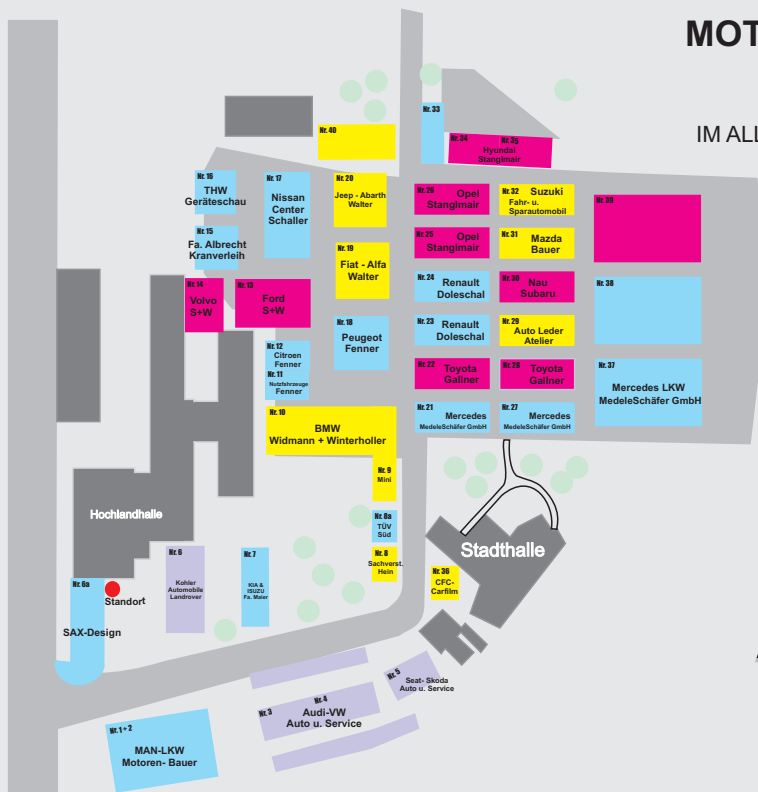 MOT
IM ALL
Nr. 33
Nr. 40
Nr. 34
Nr. 35
Hyundai
Stanglmair
Nr. 16
THW
Geräteschau
Nr. 17
Nissan
Center
Schaller
Nr. 20
Jeep - Abarth
Walter
Nr. 26
Opel
Stanglmair
Nr. 32
Suzuki
Fahr- u.
Sparautomobil
Nr. 39
Nr. 15
Fa. Albrecht
Kranverleih
Nr. 19
Fiat - Alfa
Walter
Nr. 25
Opel
Stanglmair
Nr. 31
Mazda
Bauer
Nr. 14
Volvo
S+W
Nr. 13
Ford
S+W
Nr. 24
Renault
Doleschal
Nr. 30
Nau
Subaru
Nr. 38
Nr. 18
Peugeot
Fenner
Nr. 23
Renault
Doleschal
Nr. 29
Auto Leder
Atelier
Nr. 12
Citroen
Fenner
Nr. 11
Nutzfahrzeuge
Fenner
Nr. 22
Toyota
Gallner
Nr. 28
Toyota
Gallner
Nr. 37
Mercedes LKW
MedeleSchäfer GmbH
Nr. 10
BMW
Widmann + Winterholler
Nr. 21
Mercedes
MedeleSchäfer GmbH
Nr. 27
Mercedes
MedeleSchäfer GmbH
Nr. 9
Mini
Hochlandhalle
Nr. 8a
TÜV
Süd
Stadthalle
Nr. 8
Sachverst.
Hein
Nr. 36
CFC-
Carfilm
Nr. 6
Kohler
Automobile
Landrover
Nr. 7
KIA &
ISUZU
Fa. Maier
Nr. 6a
Standort
SAX-Design
Nr. 5
Seat- Skoda
Auto u. Service
Nr. 3
Nr. 4
Audi-VW
Auto u. Service
Nr. 1 + 2
MAN-LKW
Motoren- Bauer